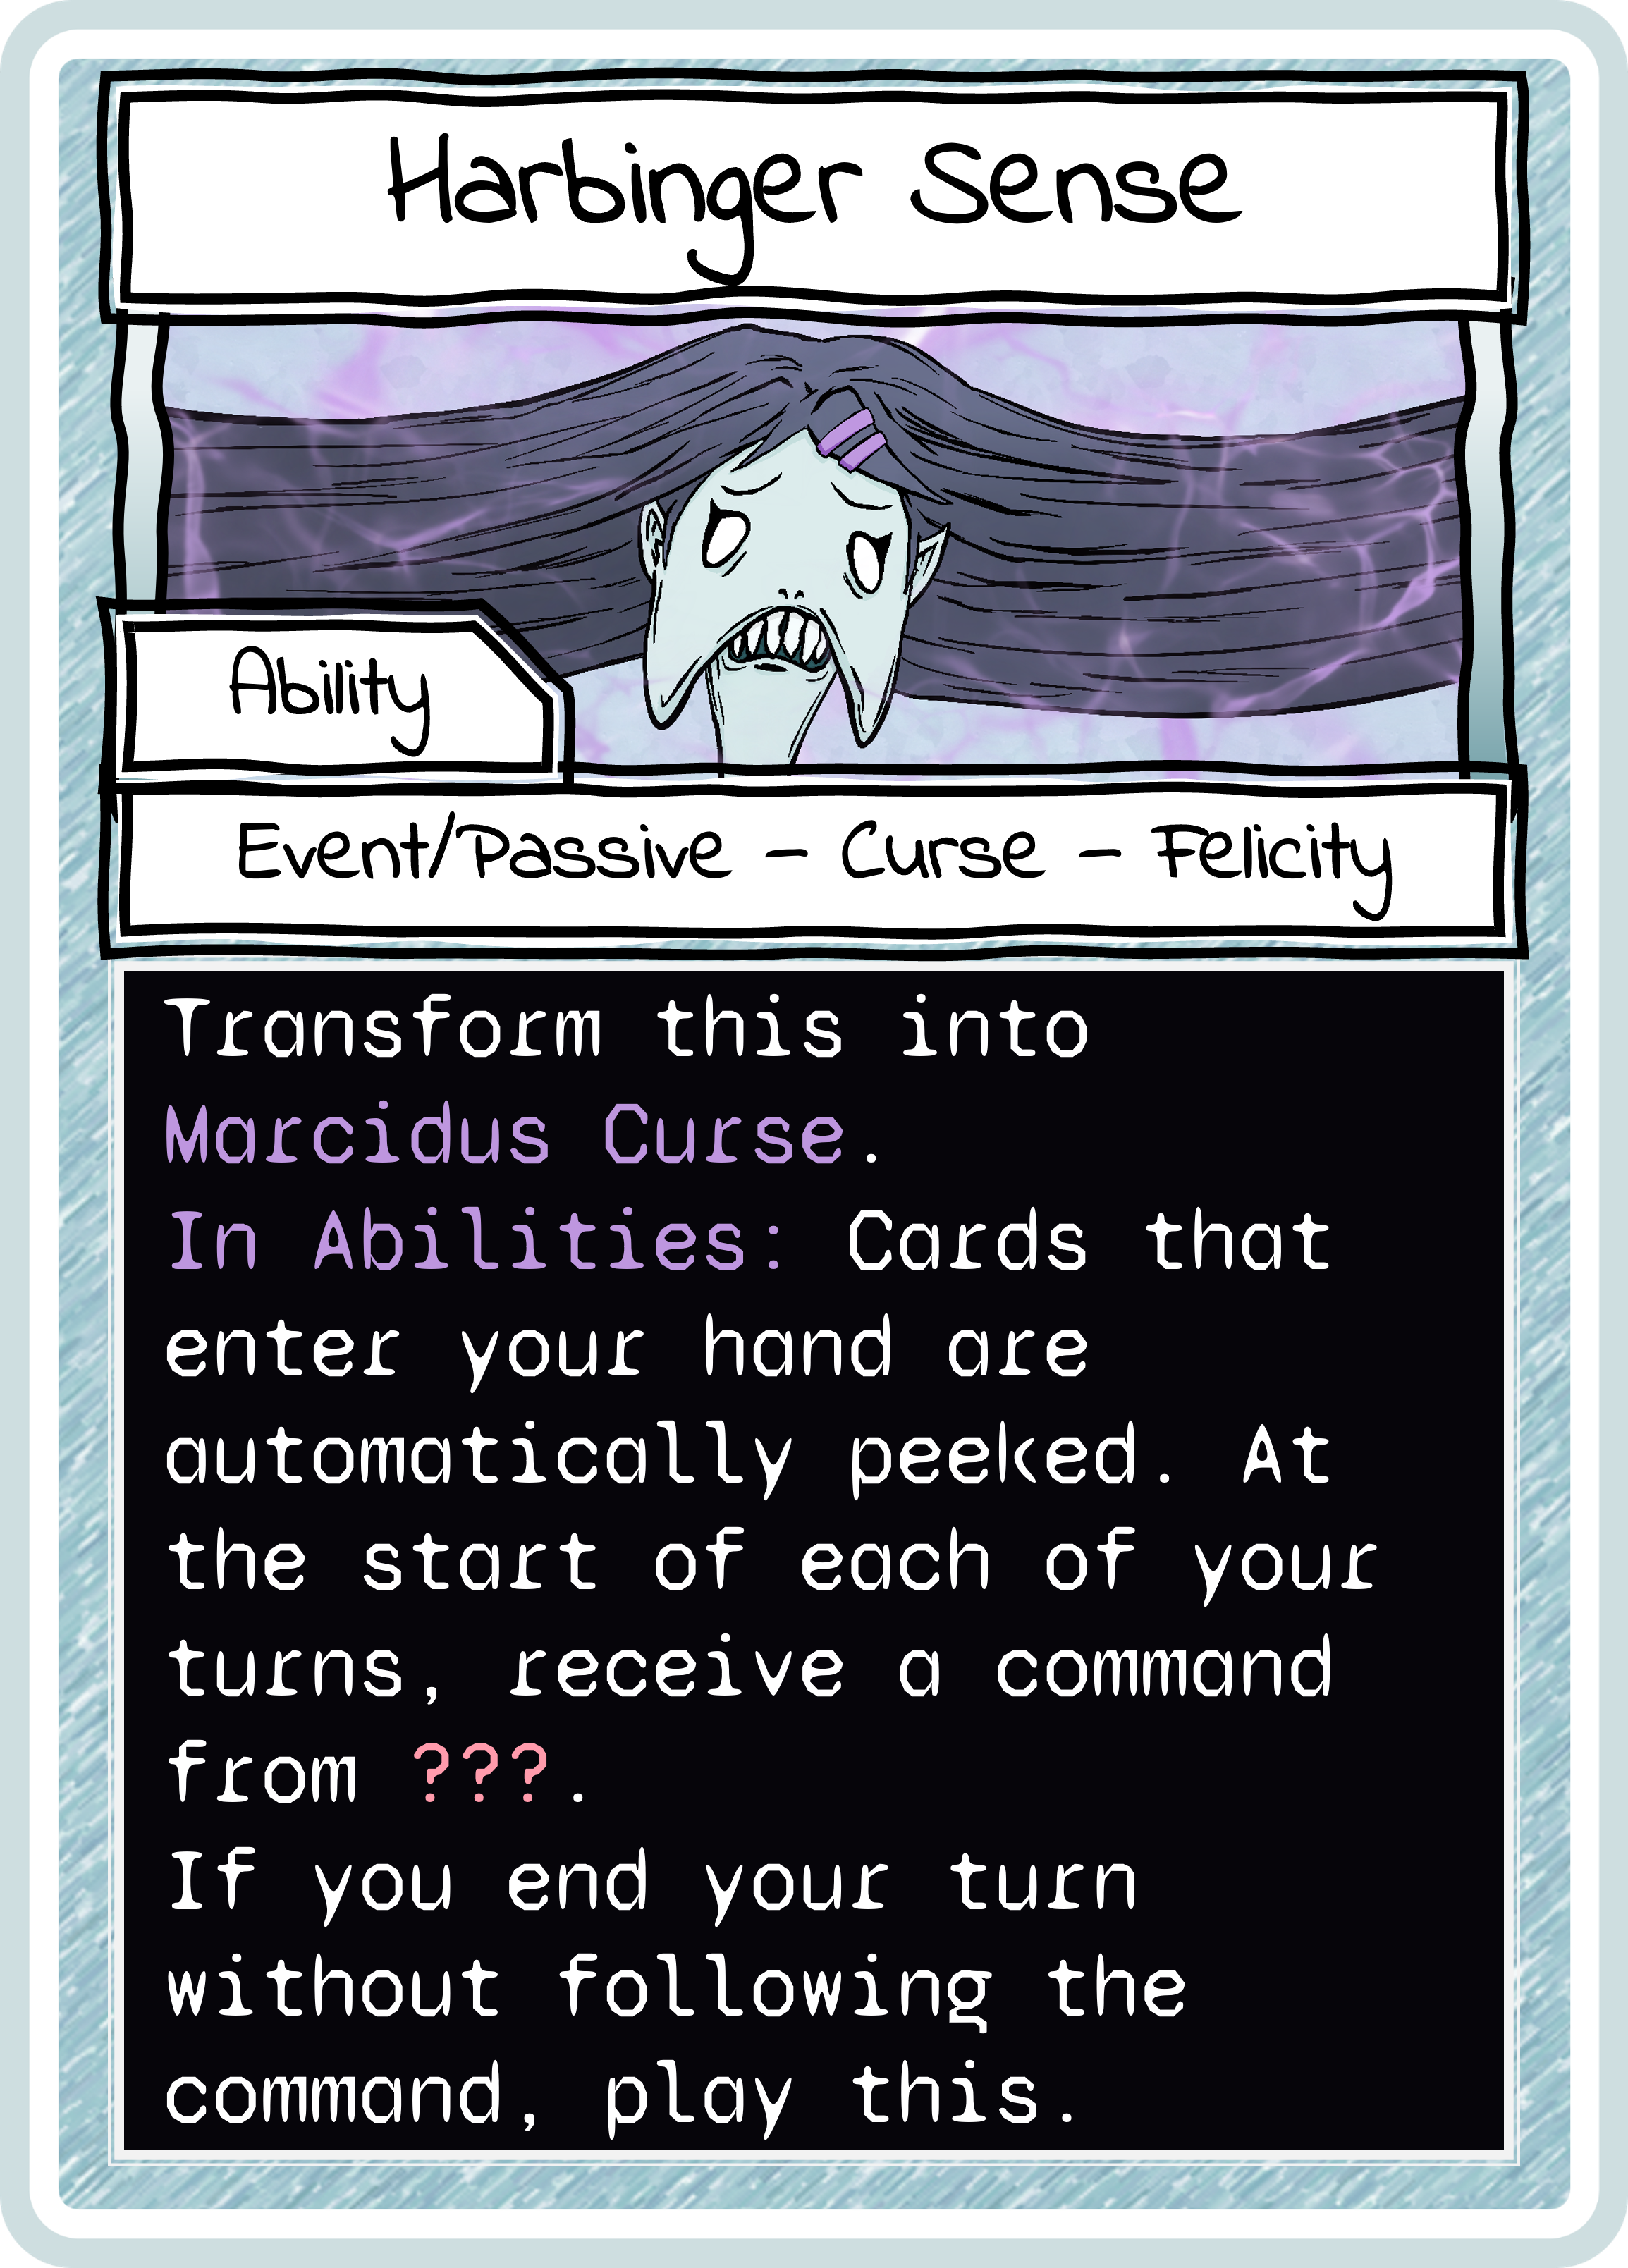 Harbinger Sense
Ability
Event/Passive - Curse - Felicity
Transform this into
Marcidus Curse.
In Abilities: Cards that
enter your hand are
automatically peeked. At
the start of each of your
turns, receive a command
from ???.
If you end your turn
without following the
command, play this.